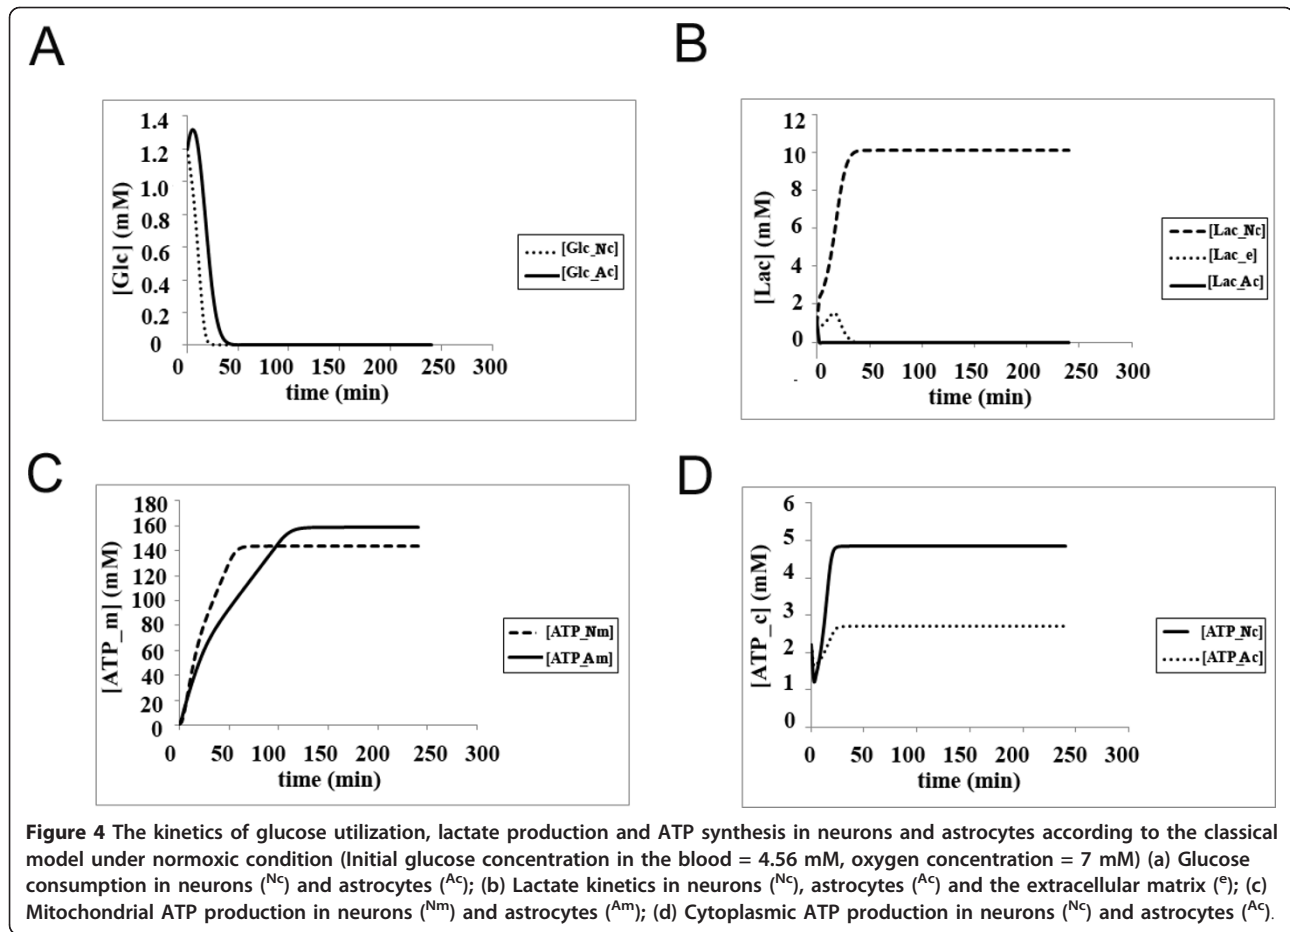 A
[Glc] (mM)
1.4
1.2
1.0
0.8
0.6
0.4
0.2
0
0 50 100 150 200 250 300
time (min)
[Glc_Nc]
[Glc_Ac]
B
[Lac] (mM)
12
10
8
6
4
2
0
-
0 50 100 150 200 250 300
time (min)
[Lac_Nc]
[Lac_e]
[Lac_Ac]
C
[ATP_m] (mM)
180
160
140
120
100
80
60
40
20
0
0 50 100 150 200 250 300
time (min)
[ATP_Nm]
[ATP_Am]
D
[ATP_c] (mM)
6
5
4
3
2
1
0
0 50 100 150 200 250 300
time (min)
[ATP_Nc]
[ATP_Ac]
Figure 4 The kinetics of glucose utilization, lactate production and ATP synthesis in neurons and astrocytes according to the classical
model under normoxic condition (Initial glucose concentration in the blood = 4.56 mM, oxygen concentration = 7 mM) (a) Glucose
consumption in neurons (Nc) and astrocytes (Ac); (b) Lactate kinetics in neurons (Nc), astrocytes (Ac) and the extracellular matrix (e); (c)
Mitochondrial ATP production in neurons (Nm) and astrocytes (Am); (d) Cytoplasmic ATP production in neurons (Nc) and astrocytes (Ac).